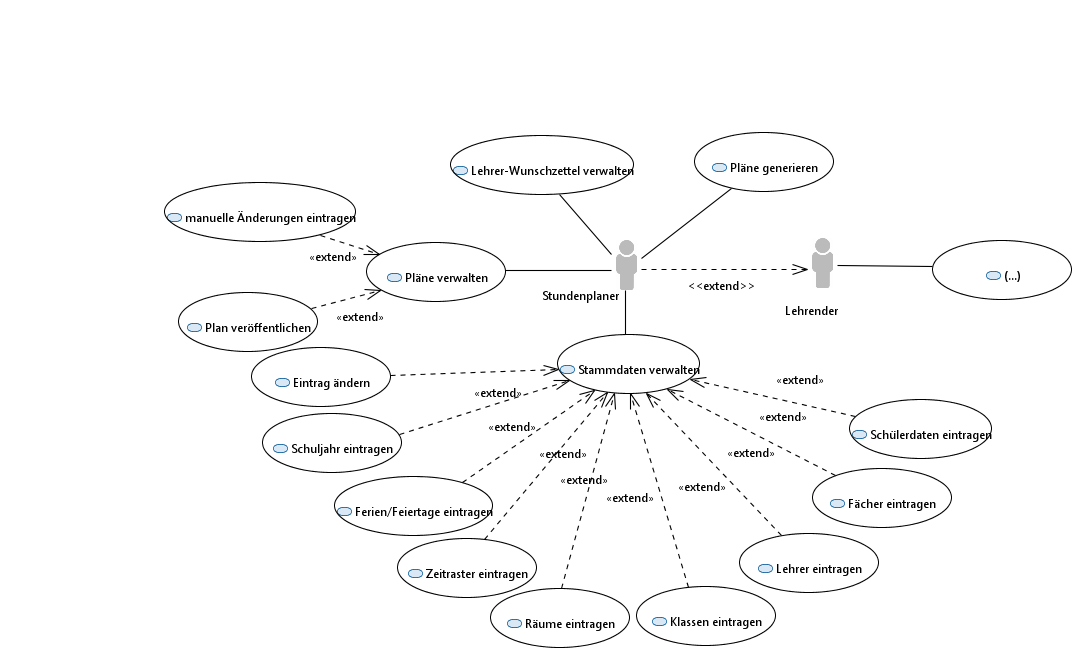 Lehrer-Wunschzettel verwalten
Pläne generieren
manuelle Änderungen eintragen
«extend»
Pläne verwalten
(...)
<<extend>>
Stundenplaner
Lehrender
«extend»
Plan veröffentlichen
Stammdaten verwalten
Eintrag ändern
«extend»
«extend»
«extend»
«extend»
Schülerdaten eintragen
Schuljahr eintragen
«extend»
«extend»
«extend»
«extend»
«extend»
Fächer eintragen
Ferien/Feiertage eintragen
Lehrer eintragen
Zeitraster eintragen
Räume eintragen
Klassen eintragen